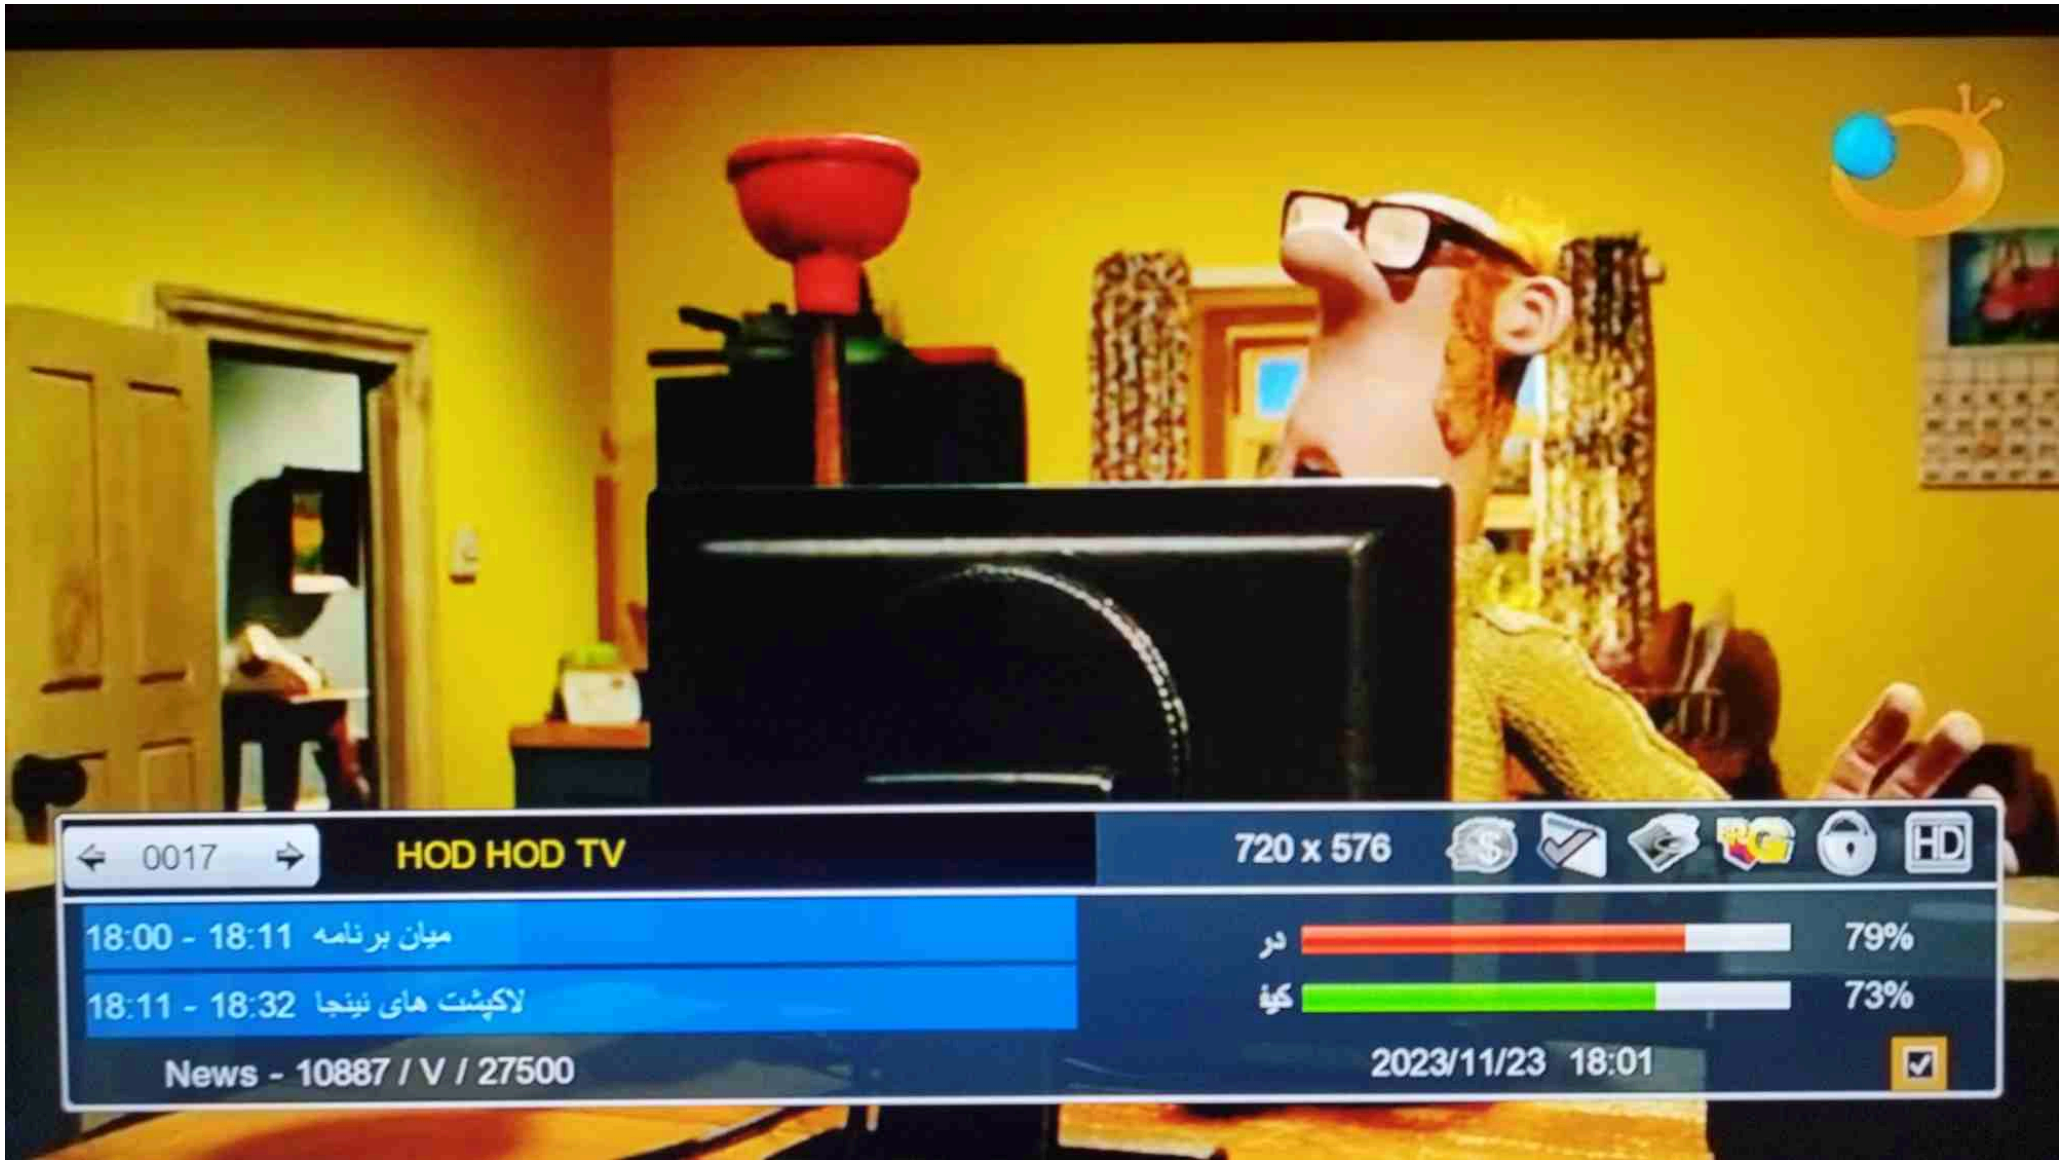 0017
HOD HOD TV
720 x 576
HD
18:00 - 18:11 میان برنامه
در
79%
18:11 - 18:32 لاکپشت های نینجا
کیف
73%
News - 10887 / V / 27500
2023/11/23 18:01